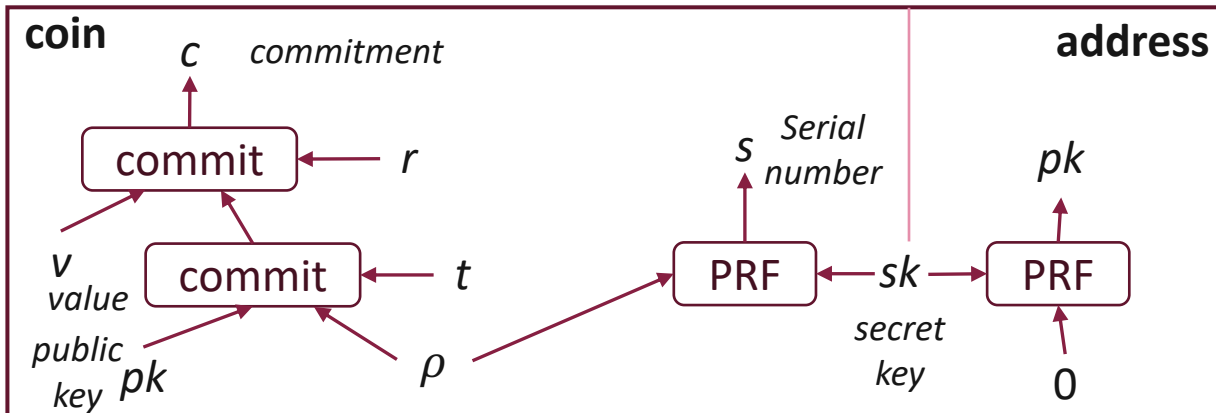 coin
address
c
commitment
commit
r
Serial
number
s
pk
v
value
commit
t
PRF
sk
PRF
public
key pk
ρ
secret
key
0